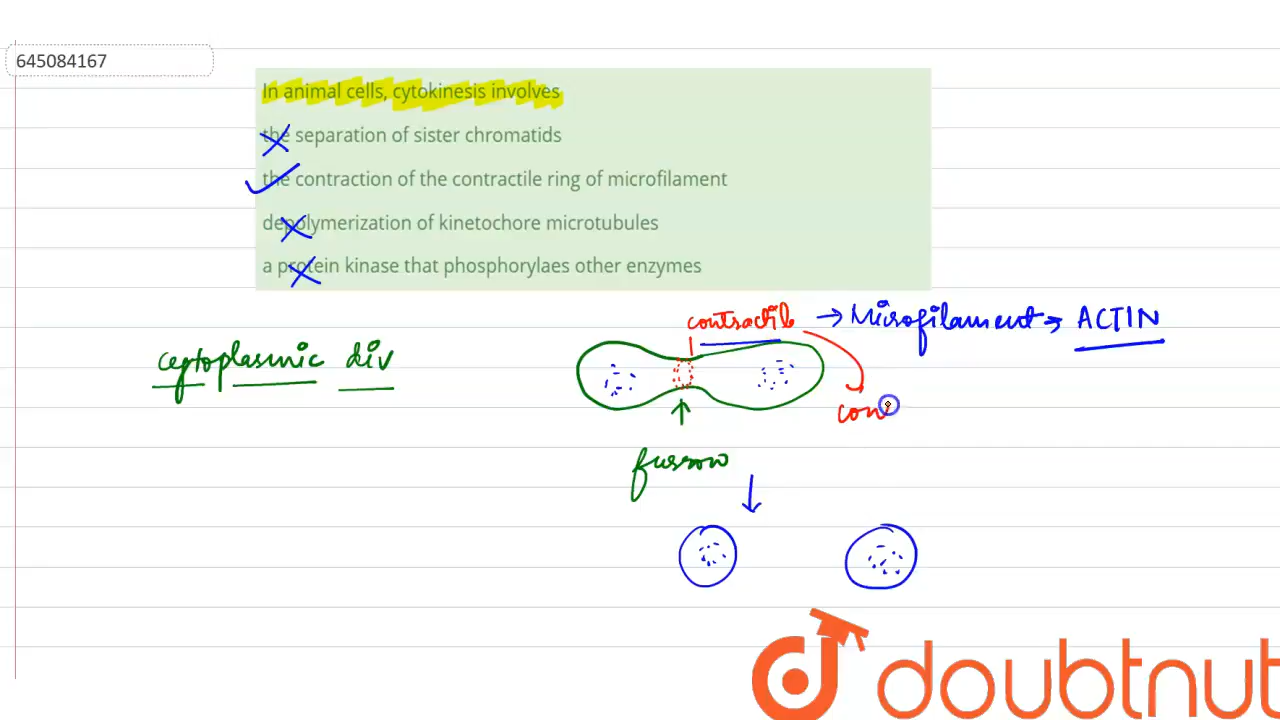 645084167
In animal cells, cytokinesis involves
the separation of sister chromatids
the contraction of the contractile ring of microfilament
depolymerization of kinetochore microtubules
a protein kinase that phosphorylaes other enzymes
contractile → Microfilament → ACTIN
cytoplasmic div
con
furrow
doubtnut